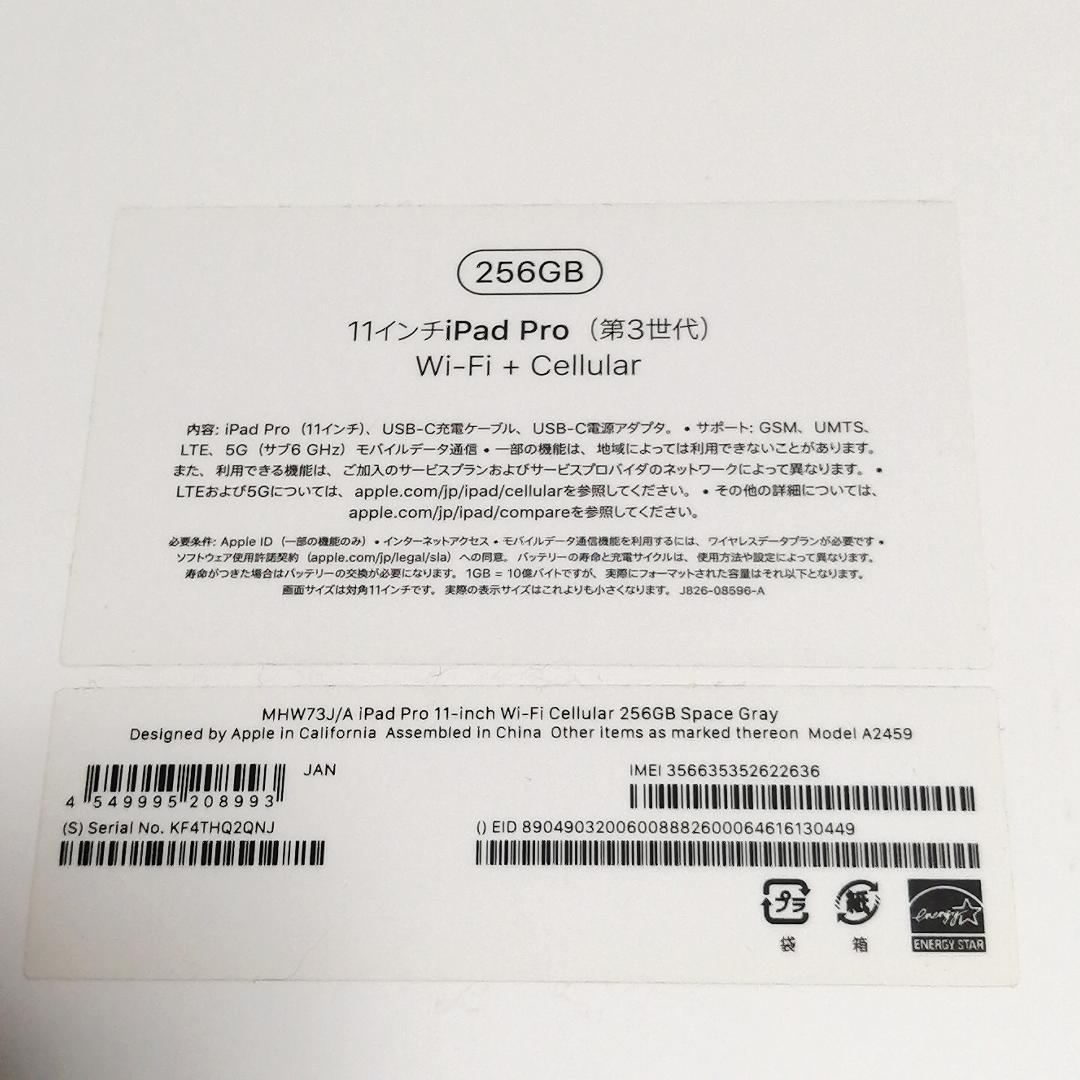 256GB
11インチiPad Pro（第3世代）
Wi-Fi + Cellular
内容: iPad Pro（11インチ）、USB-C充電ケーブル、USB-C電源アダプタ。• サポート: GSM、UMTS、
LTE、5G（サブ6 GHz）モバイルデータ通信 • 一部の機能は、地域によっては利用できないことがあります。
また、利用できる機能は、ご加入のサービスプランおよびサービスプロバイダのネットワークによって異なります。•
LTEおよび5Gについては、apple.com/jp/ipad/cellularを参照してください。• その他の詳細については、
apple.com/jp/ipad/compareを参照してください。
必要条件: Apple ID（一部の機能のみ）• インターネットアクセス • モバイルデータ通信機能を利用するには、ワイヤレスデータプランが必要です •
ソフトウェア使用許諾契約（apple.com/jp/legal/sla）への同意。バッテリーの寿命と充電サイクルは、使用方法や設定によって異なります。
寿命がつきた場合はバッテリーの交換が必要になります。1GB = 10億バイトですが、実際にフォーマットされた容量はそれ以下となります。
画面サイズは対角11インチです。実際の表示サイズはこれよりも小さくなります。J826-08596-A
MHW73J/A iPad Pro 11-inch Wi-Fi Cellular 256GB Space Gray
Designed by Apple in California Assembled in China Other items as marked thereon Model A2459
JAN
4 549995 208993
IMEI 356635352622636
(S) Serial No. KF4THQ2QNJ
() EID 89049032006008882600064616130449
プラ
袋
紙
箱
energy
ENERGY STAR